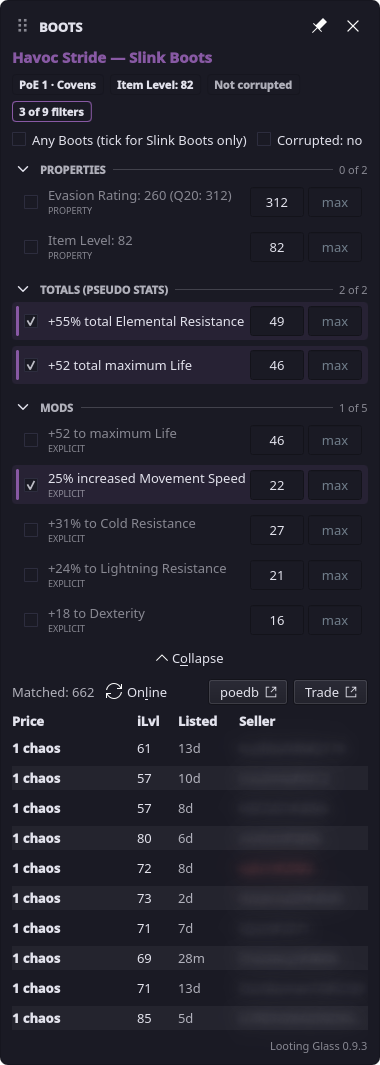 BOOTS
Havoc Stride — Slink Boots
PoE 1 · Covens Item Level: 82 Not corrupted
3 of 9 filters
Any Boots (tick for Slink Boots only) Corrupted: no
PROPERTIES 0 of 2
Evasion Rating: 260 (Q20: 312) 312 max
PROPERTY
Item Level: 82 82 max
PROPERTY
TOTALS (PSEUDO STATS) 2 of 2
+55% total Elemental Resistance 49 max
+52 total maximum Life 46 max
MODS 1 of 5
+52 to maximum Life 46 max
EXPLICIT
25% increased Movement Speed 22 max
EXPLICIT
+31% to Cold Resistance 27 max
EXPLICIT
+24% to Lightning Resistance 21 max
EXPLICIT
+18 to Dexterity 16 max
EXPLICIT
Collapse
Matched: 662 Online poedb Trade
Price iLvl Listed Seller
1 chaos 61 13d
1 chaos 57 10d
1 chaos 57 8d
1 chaos 80 6d
1 chaos 72 8d
1 chaos 73 2d
1 chaos 71 7d
1 chaos 69 28m
1 chaos 71 13d
1 chaos 85 5d
Looting Glass 0.9.3